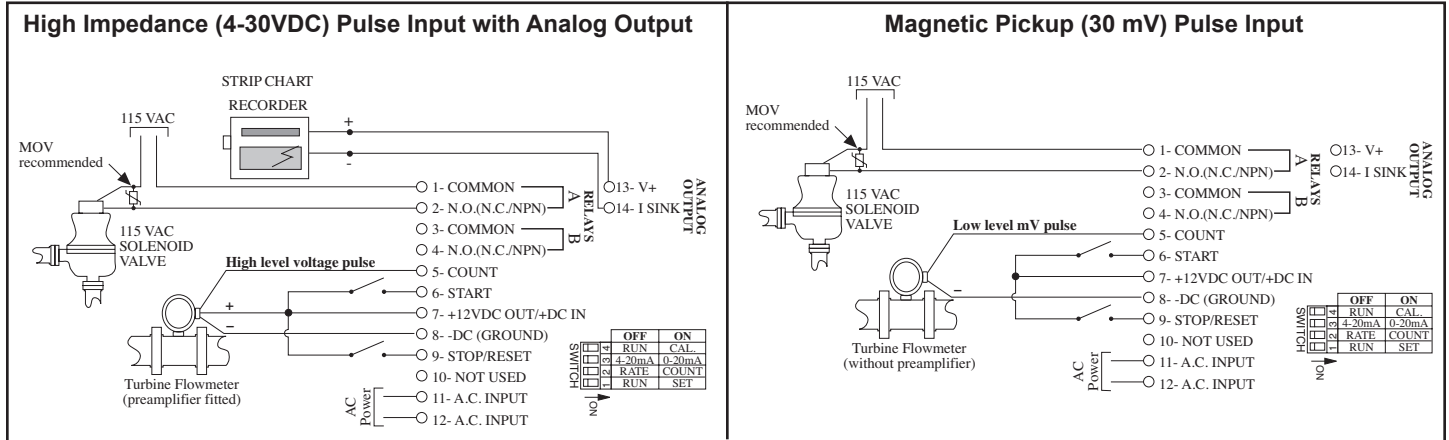 High Impedance (4-30VDC) Pulse Input with Analog Output
STRIP CHART
RECORDER
115 VAC
MOV
recommended
+
-
1- COMMON
2- N.O.(N.C./NPN)
3- COMMON
4- N.O.(N.C./NPN)
A
B
RELAYS
13- V+
14- I SINK
ANALOG
OUTPUT
115 VAC
SOLENOID
VALVE
High level voltage pulse
5- COUNT
6- START
+
7- +12VDC OUT/+DC IN
–
8- -DC (GROUND)
9- STOP/RESET
10- NOT USED
11- A.C. INPUT
12- A.C. INPUT
Turbine Flowmeter
(preamplifier fitted)
AC
Power
SWITCH
OFF ON
4 RUN CAL.
3 4-20mA 0-20mA
2 RATE COUNT
1 RUN SET
ON
Magnetic Pickup (30 mV) Pulse Input
115 VAC
MOV
recommended
1- COMMON
2- N.O.(N.C./NPN)
3- COMMON
4- N.O.(N.C./NPN)
A
B
RELAYS
13- V+
14- I SINK
ANALOG
OUTPUT
115 VAC
SOLENOID
VALVE
Low level mV pulse
5- COUNT
6- START
7- +12VDC OUT/+DC IN
–
8- -DC (GROUND)
9- STOP/RESET
10- NOT USED
11- A.C. INPUT
12- A.C. INPUT
Turbine Flowmeter
(without preamplifier)
AC
Power
SWITCH
OFF ON
4 RUN CAL.
3 4-20mA 0-20mA
2 RATE COUNT
1 RUN SET
ON